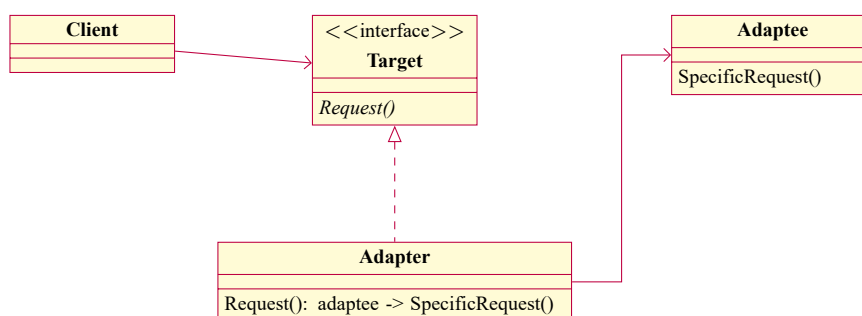 Client
<<interface>>
Target
Request()
Adaptee
SpecificRequest()
Adapter
Request(): adaptee -> SpecificRequest()